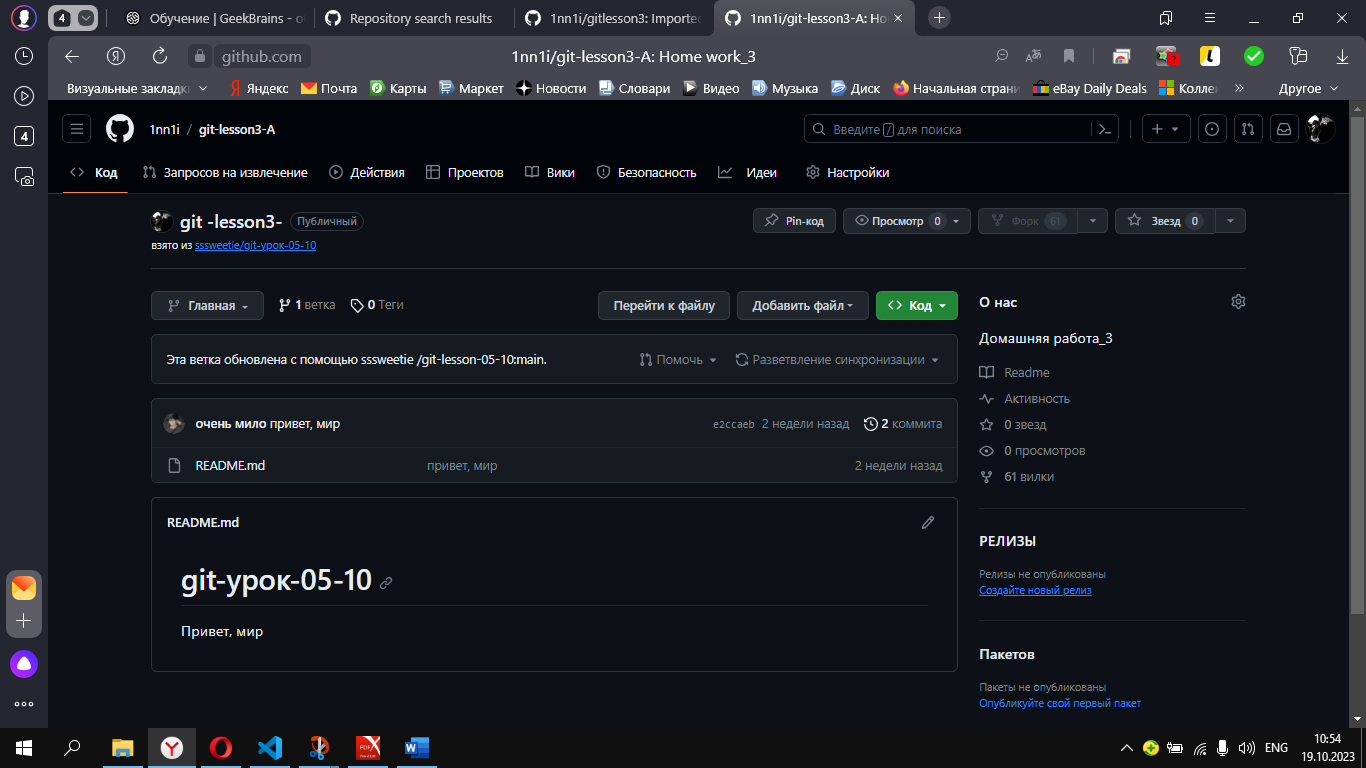 4 Обучение | GeekBrains - о Repository search results 1nn1i/gitlesson3: Importe 1nn1i/git-lesson3-A: Ho
github.com 1nn1i/git-lesson3-A: Home work_3
Визуальные закладки Яндекс Почта Карты Маркет Новости Словари Видео Музыка Диск Начальная страни eBay Daily Deals Коллек » Другое
4
1nn1i / git-lesson3-A Введите / для поиска
Код Запросов на извлечение Действия Проектов Вики Безопасность Идеи Настройки
git -lesson3- Публичный Pin-код Просмотр 0 Форк 61 Звезд 0
взято из sssweetie/git-урок-05-10
Главная 1 ветка 0 Теги Перейти к файлу Добавить файл Код
О нас
Домашняя работа_3
Эта ветка обновлена с помощью sssweetie /git-lesson-05-10:main. Помочь Разветвление синхронизации
Readme
Активность
0 звезд
0 просмотров
61 вилки
очень мило привет, мир e2ccaeb 2 недели назад 2 коммита
README.md привет, мир 2 недели назад
README.md
git-урок-05-10
Привет, мир
РЕЛИЗЫ
Релизы не опубликованы
Создайте новый релиз
Пакетов
Пакеты не опубликованы
Опубликуйте свой первый пакет
ENG 10:54
19.10.2023